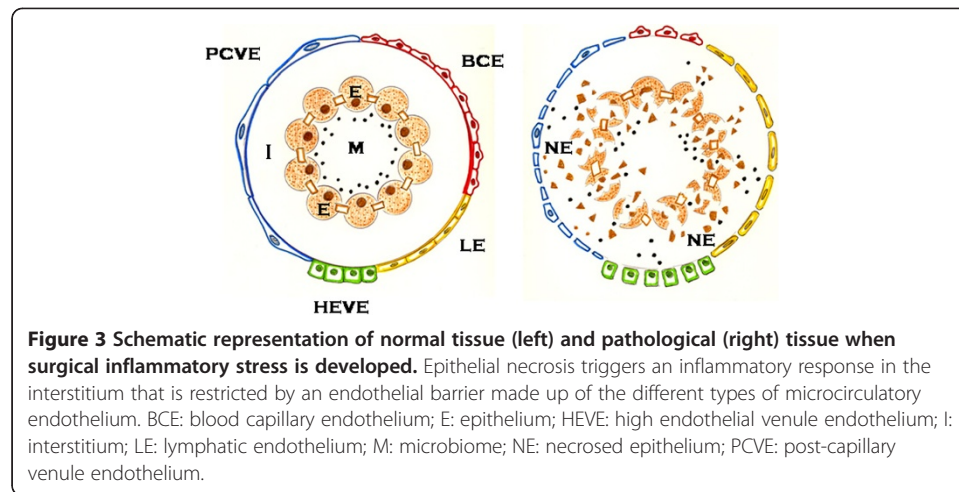 PCVE
BCE
E
I
M
E
LE
HEVE
NE
NE
Figure 3 Schematic representation of normal tissue (left) and pathological (right) tissue when
surgical inflammatory stress is developed. Epithelial necrosis triggers an inflammatory response in the
interstitium that is restricted by an endothelial barrier made up of the different types of microcirculatory
endothelium. BCE: blood capillary endothelium; E: epithelium; HEVE: high endothelial venule endothelium; I:
interstitium; LE: lymphatic endothelium; M: microbiome; NE: necrosed epithelium; PCVE: post-capillary
venule endothelium.